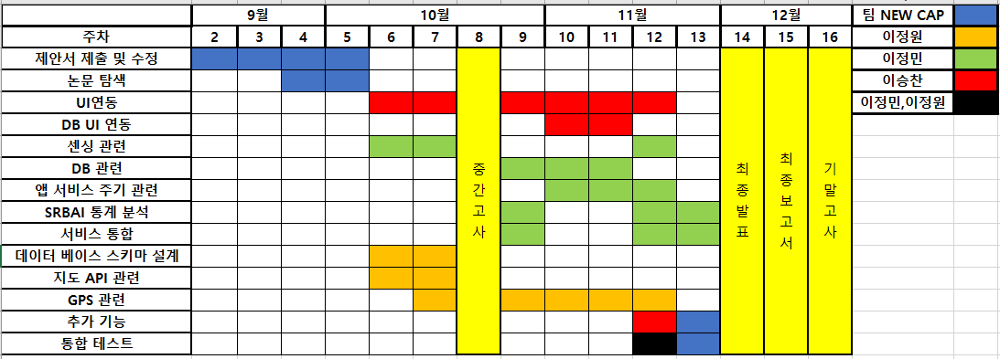 9월 10월 11월 12월 팀 NEW CAP
주차 2 3 4 5 6 7 8 9 10 11 12 13 14 15 16 이정원
제안서 제출 및 수정 이정민
논문 탐색 이승찬
UI연동 이정민,이정원
DB UI 연동
센싱 관련
DB 관련
앱 서비스 주기 관련
SRBAI 통계 분석
서비스 통합
데이터 베이스 스키마 설계
지도 API 관련
GPS 관련
추가 기능
통합 테스트
중간고사
최종발표
최종보고서
기말고사